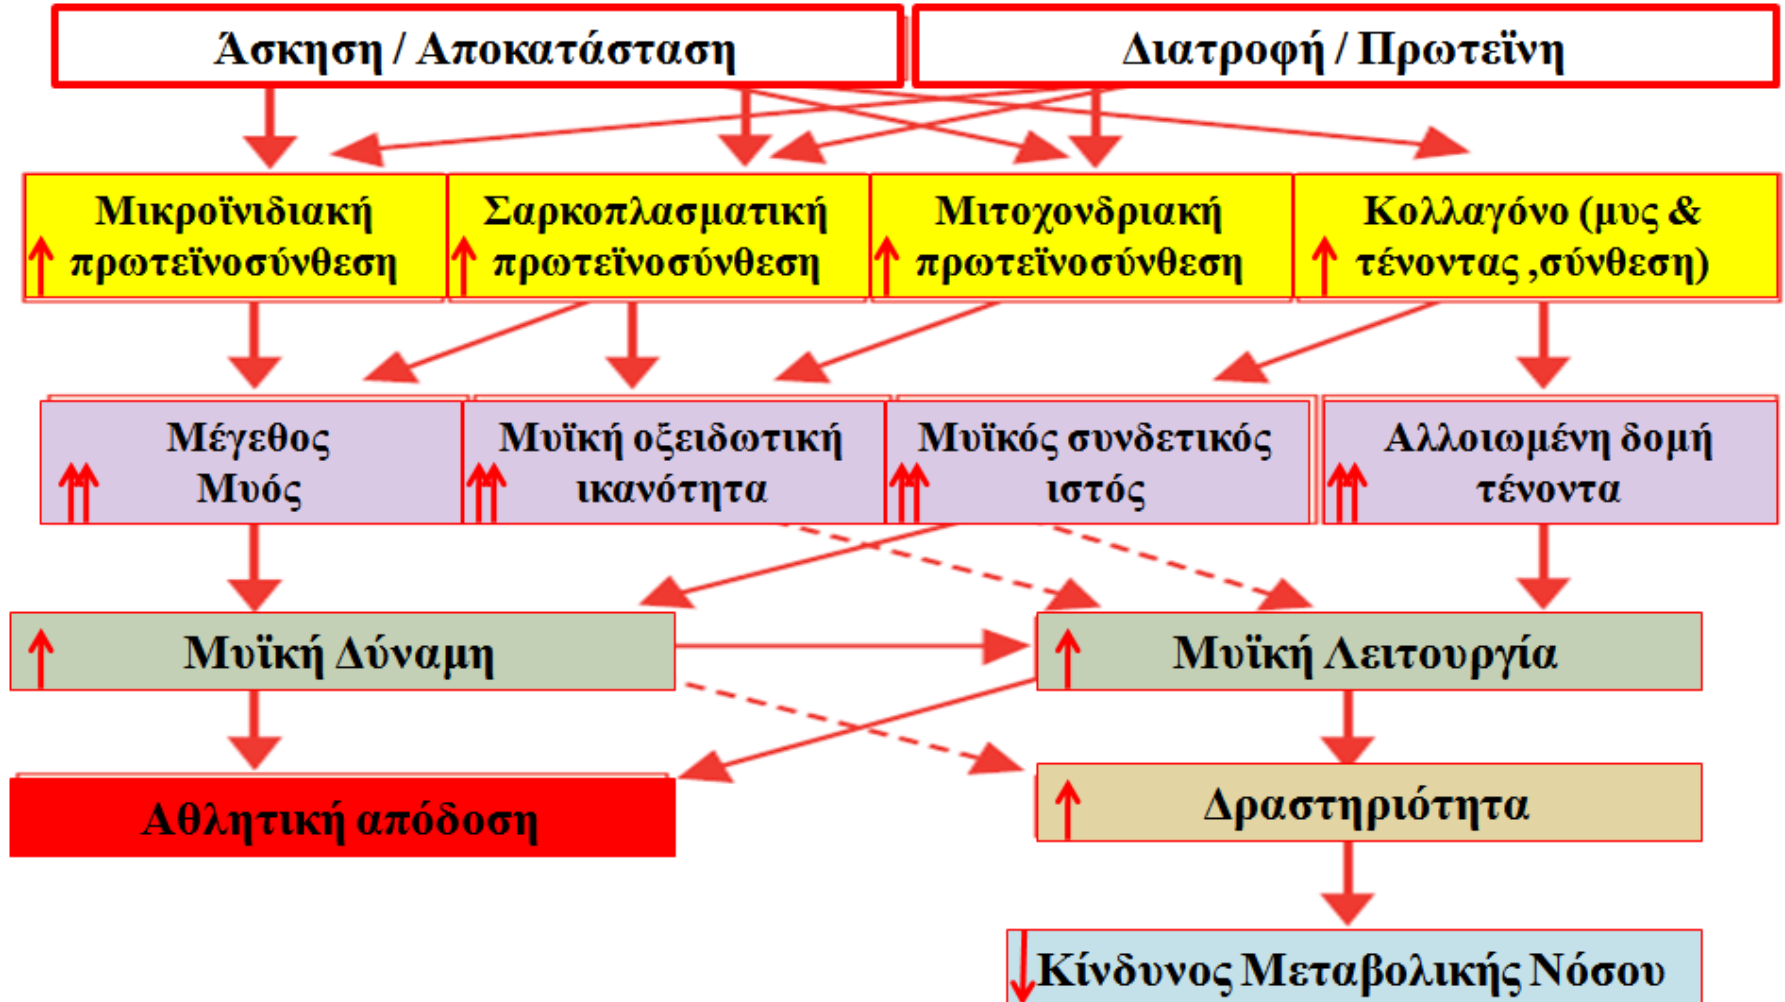 Άσκηση / Αποκατάσταση
Διατροφή / Πρωτεΐνη
Μικροϊνιδιακή
πρωτεϊνοσύνθεση
Σαρκοπλασματική
πρωτεϊνοσύνθεση
Μιτοχονδριακή
πρωτεϊνοσύνθεση
Κολλαγόνο (μυς &
τένοντας ,σύνθεση)
Μέγεθος
Μυός
Μυϊκή οξειδωτική
ικανότητα
Μυϊκός συνδετικός
ιστός
Αλλοιωμένη δομή
τένοντα
Μυϊκή Δύναμη
Μυϊκή Λειτουργία
Αθλητική απόδοση
Δραστηριότητα
Κίνδυνος Μεταβολικής Νόσου